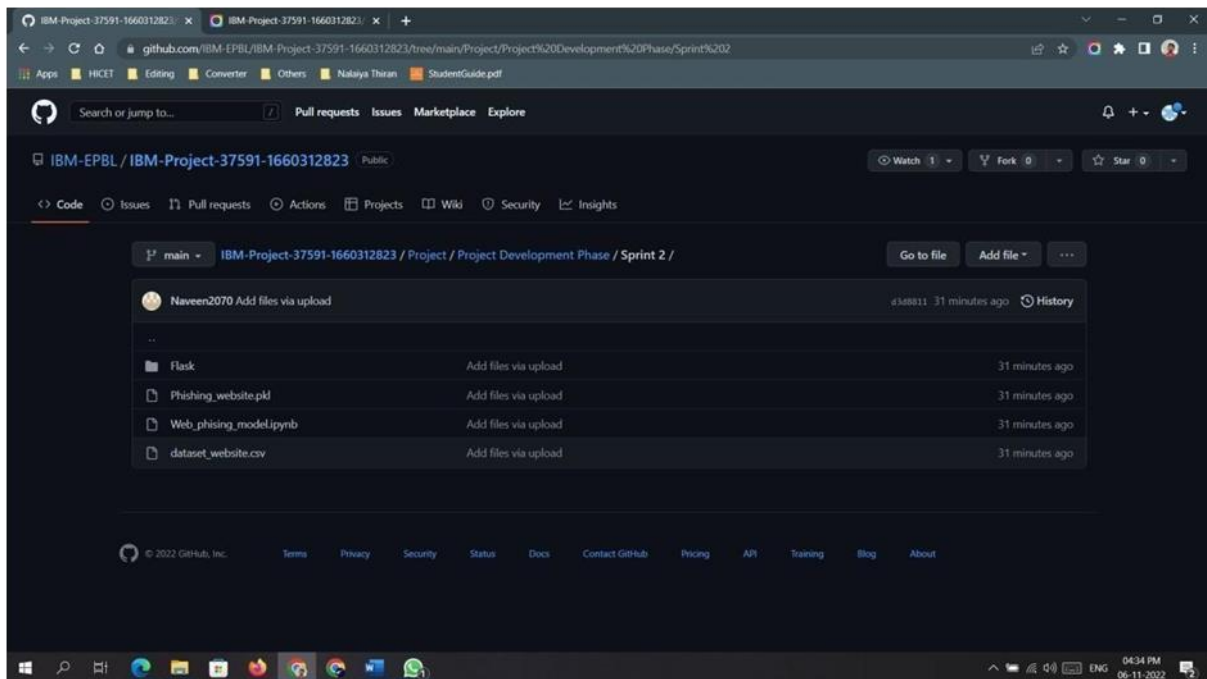 IBM-Project-37591-1660312823/ IBM-Project-37591-1660312823/
github.com/IBM-EPBL/IBM-Project-37591-1660312823/tree/main/Project/Project%20Development%20Phase/Sprint%202
Apps HICET Editing Converter Others Nalaiya Thiran StudentGuide.pdf
Search or jump to... / Pull requests Issues Marketplace Explore
IBM-EPBL / IBM-Project-37591-1660312823 Public Watch 1 Fork 0 Star 0
<> Code Issues Pull requests Actions Projects Wiki Security Insights
main IBM-Project-37591-1660312823 / Project / Project Development Phase / Sprint 2 / Go to file Add file ...
Naveen2070 Add files via upload d3d8811 31 minutes ago History
..
Flask Add files via upload 31 minutes ago
Phishing_website.pkl Add files via upload 31 minutes ago
Web_phising_model.ipynb Add files via upload 31 minutes ago
dataset_website.csv Add files via upload 31 minutes ago
© 2022 GitHub, Inc. Terms Privacy Security Status Docs Contact GitHub Pricing API Training Blog About
ENG 04:34 PM
06-11-2022